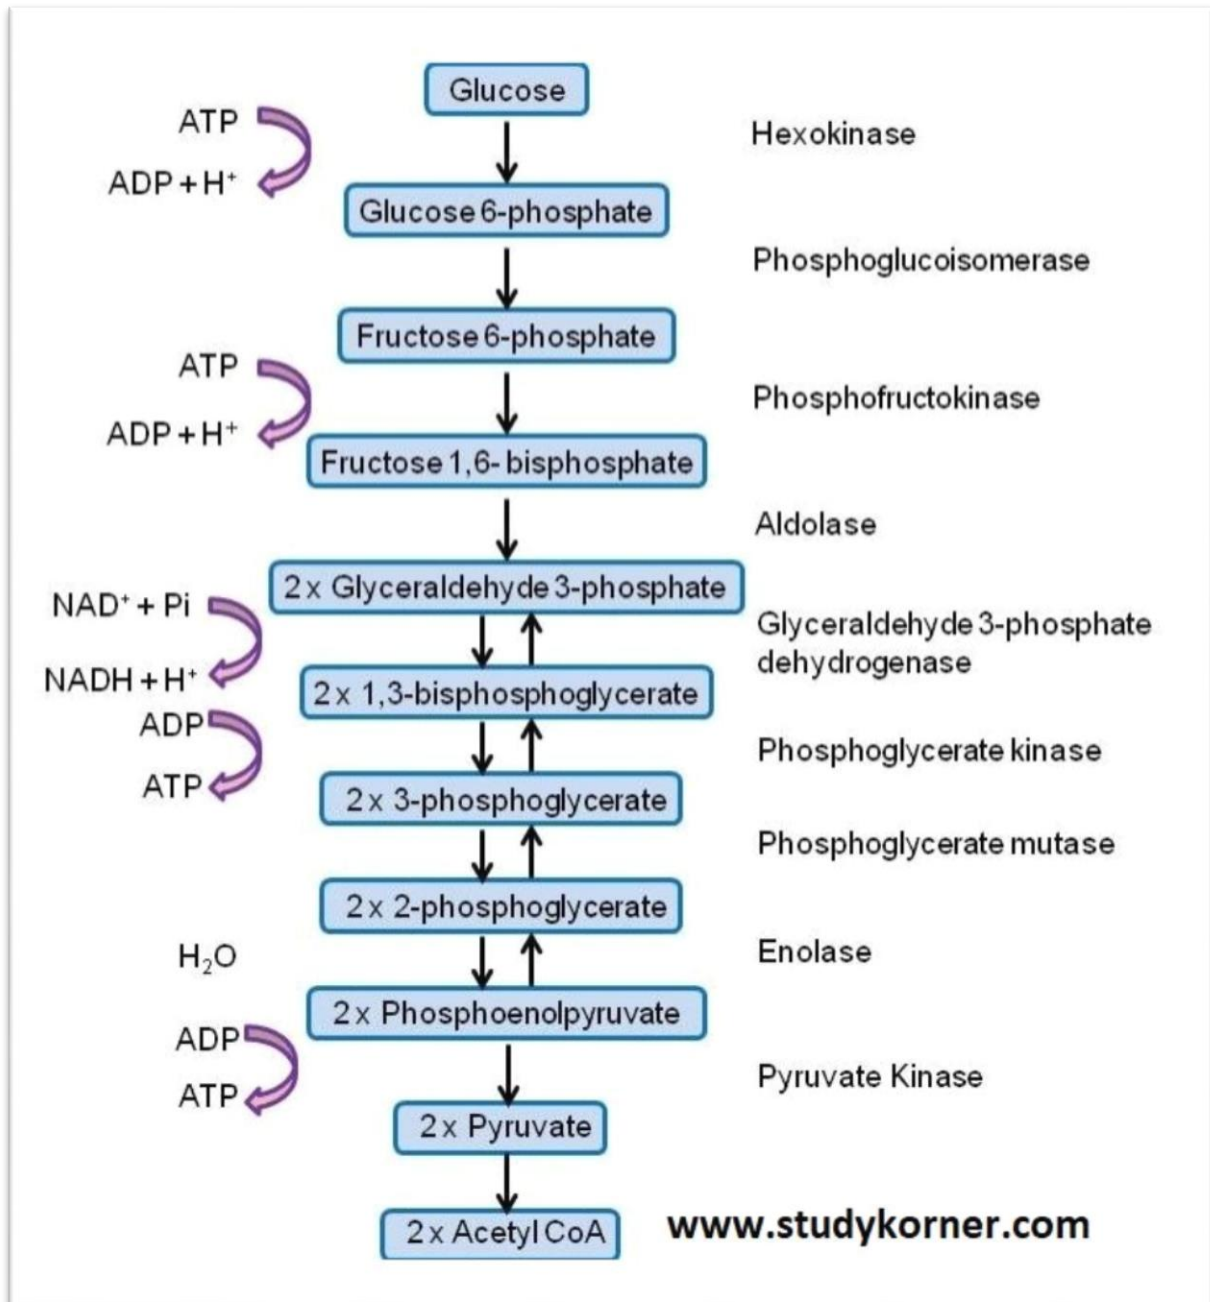 Glucose
ATP
Hexokinase
ADP + H⁺
Glucose 6-phosphate
Phosphoglucoisomerase
Fructose 6-phosphate
ATP
Phosphofructokinase
ADP + H⁺
Fructose 1,6- bisphosphate
Aldolase
2 x Glyceraldehyde 3-phosphate
NAD⁺ + Pi
Glyceraldehyde 3-phosphate
dehydrogenase
NADH + H⁺
2 x 1,3-bisphosphoglycerate
ADP
Phosphoglycerate kinase
ATP
2 x 3-phosphoglycerate
Phosphoglycerate mutase
2 x 2-phosphoglycerate
H₂O
Enolase
2 x Phosphoenolpyruvate
ADP
Pyruvate Kinase
ATP
2 x Pyruvate
2 x Acetyl CoA
www.studykorner.com